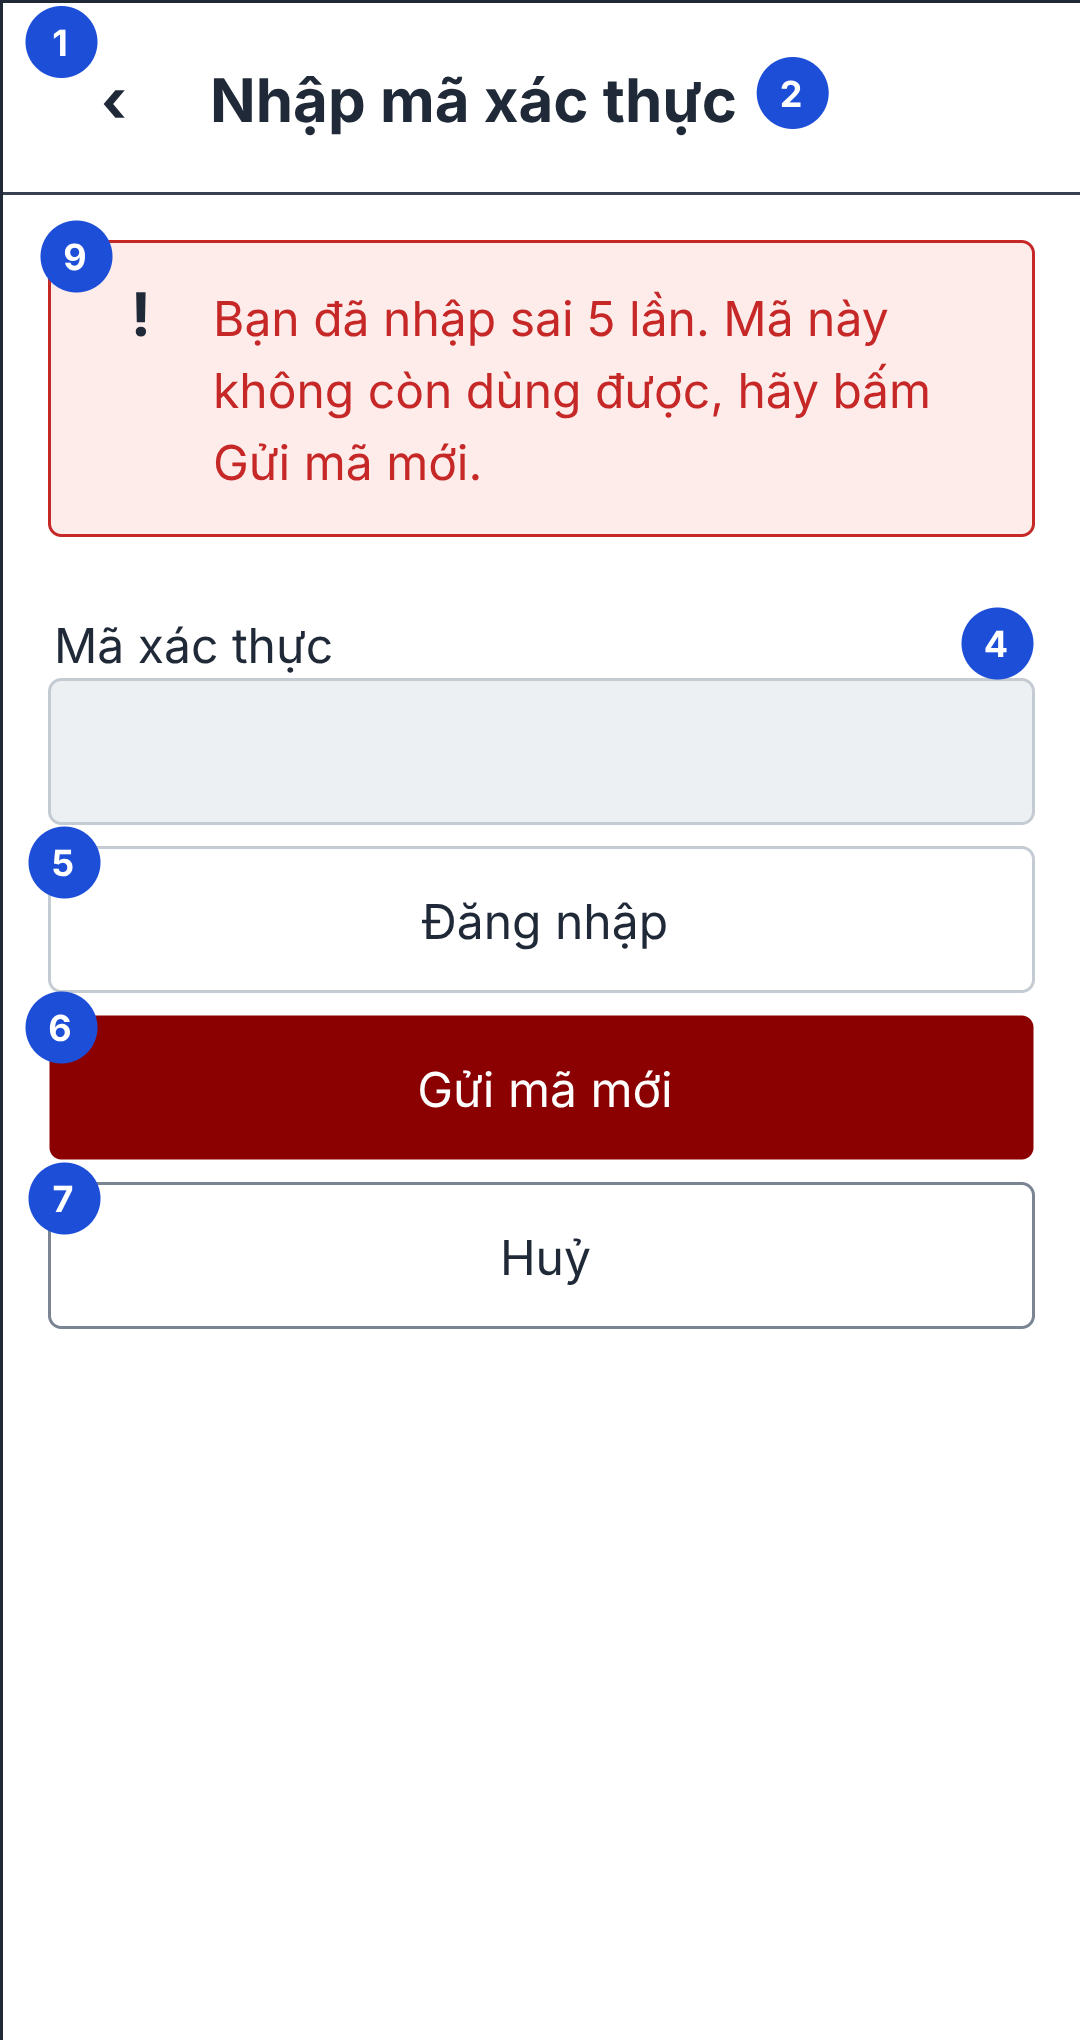 1
‹ Nhập mã xác thực 2
9
! Bạn đã nhập sai 5 lần. Mã này
không còn dùng được, hãy bấm
Gửi mã mới.
Mã xác thực 4
5
Đăng nhập
6
Gửi mã mới
7
Huỷ